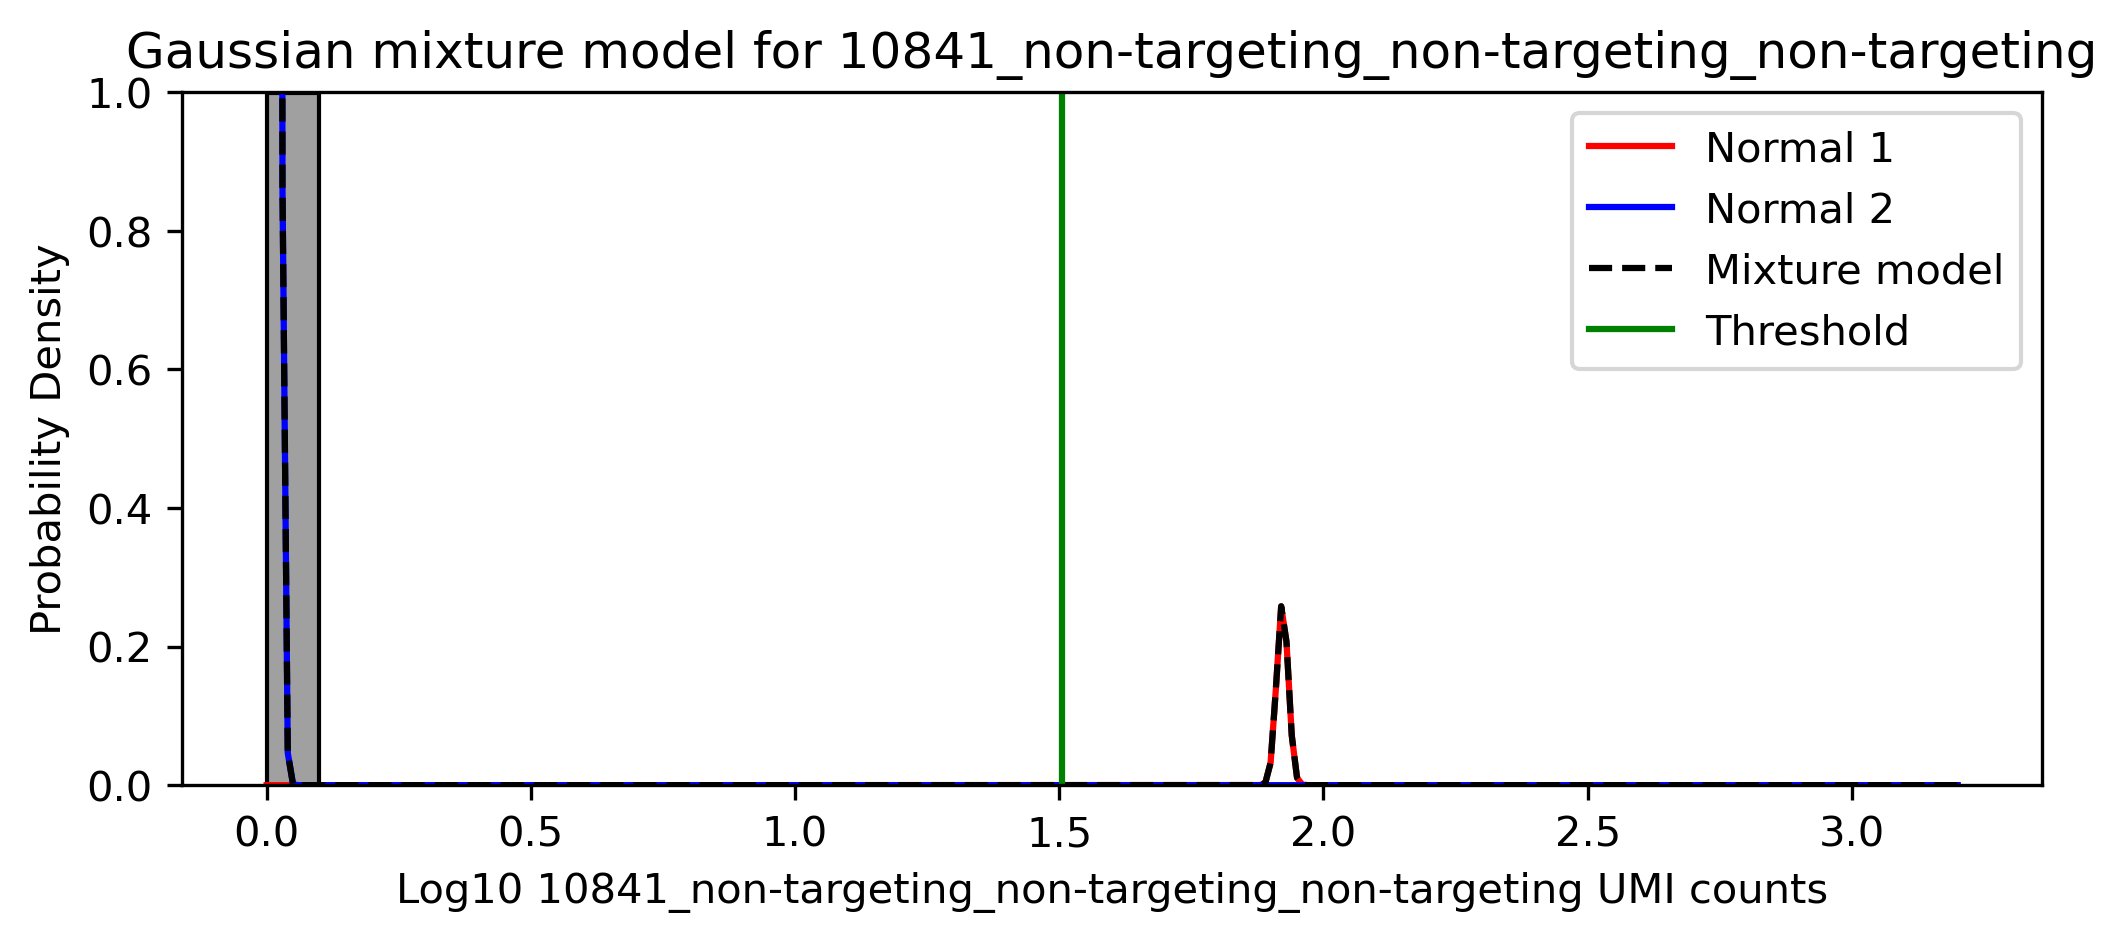 Gaussian mixture model for 10841_non-targeting_non-targeting_non-targeting
1.0
0.8
0.6
0.4
0.2
0.0
Probability Density
Normal 1
Normal 2
Mixture model
Threshold
0.0 0.5 1.0 1.5 2.0 2.5 3.0
Log10 10841_non-targeting_non-targeting_non-targeting UMI counts